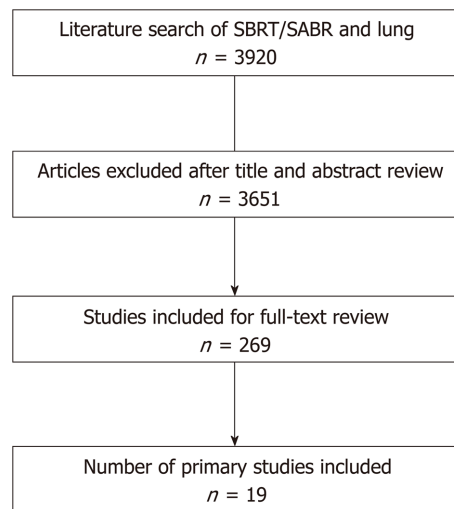 Literature search of SBRT/SABR and lung
n = 3920
Articles excluded after title and abstract review
n = 3651
Studies included for full-text review
n = 269
Number of primary studies included
n = 19